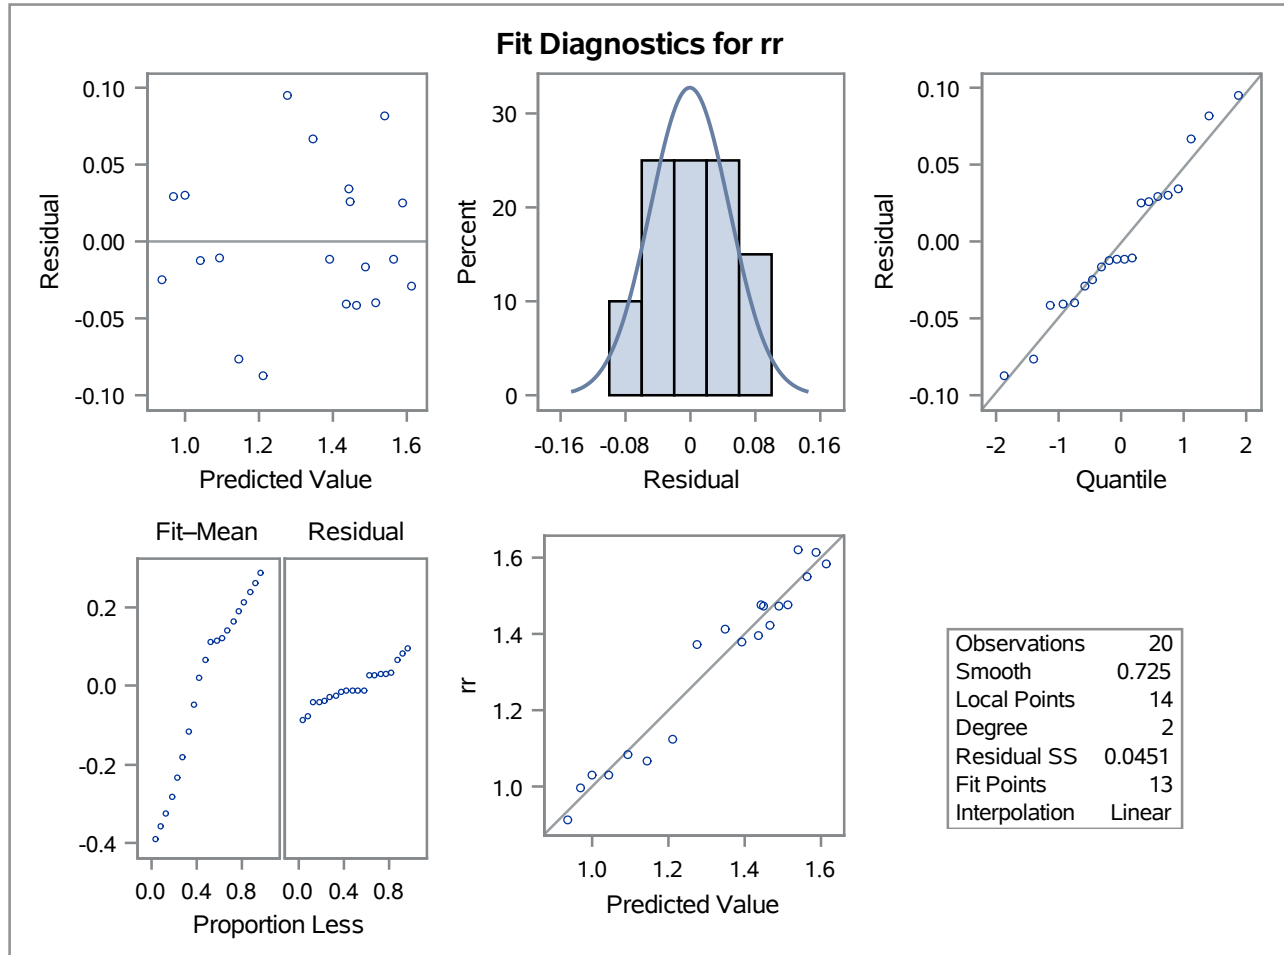 Fit Diagnostics for rr
0.10
0.05
0.00
-0.05
-0.10
Residual
1.0 1.2 1.4 1.6
Predicted Value
30
20
10
0
Percent
-0.16 -0.08 0 0.08 0.16
Residual
0.10
0.05
0.00
-0.05
-0.10
Residual
-2 -1 0 1 2
Quantile
Fit–Mean Residual
0.2
0.0
-0.2
-0.4
0.0 0.4 0.8 0.0 0.4 0.8
Proportion Less
1.6
1.4
1.2
1.0
rr
1.0 1.2 1.4 1.6
Predicted Value
Observations 20
Smooth 0.725
Local Points 14
Degree 2
Residual SS 0.0451
Fit Points 13
Interpolation Linear